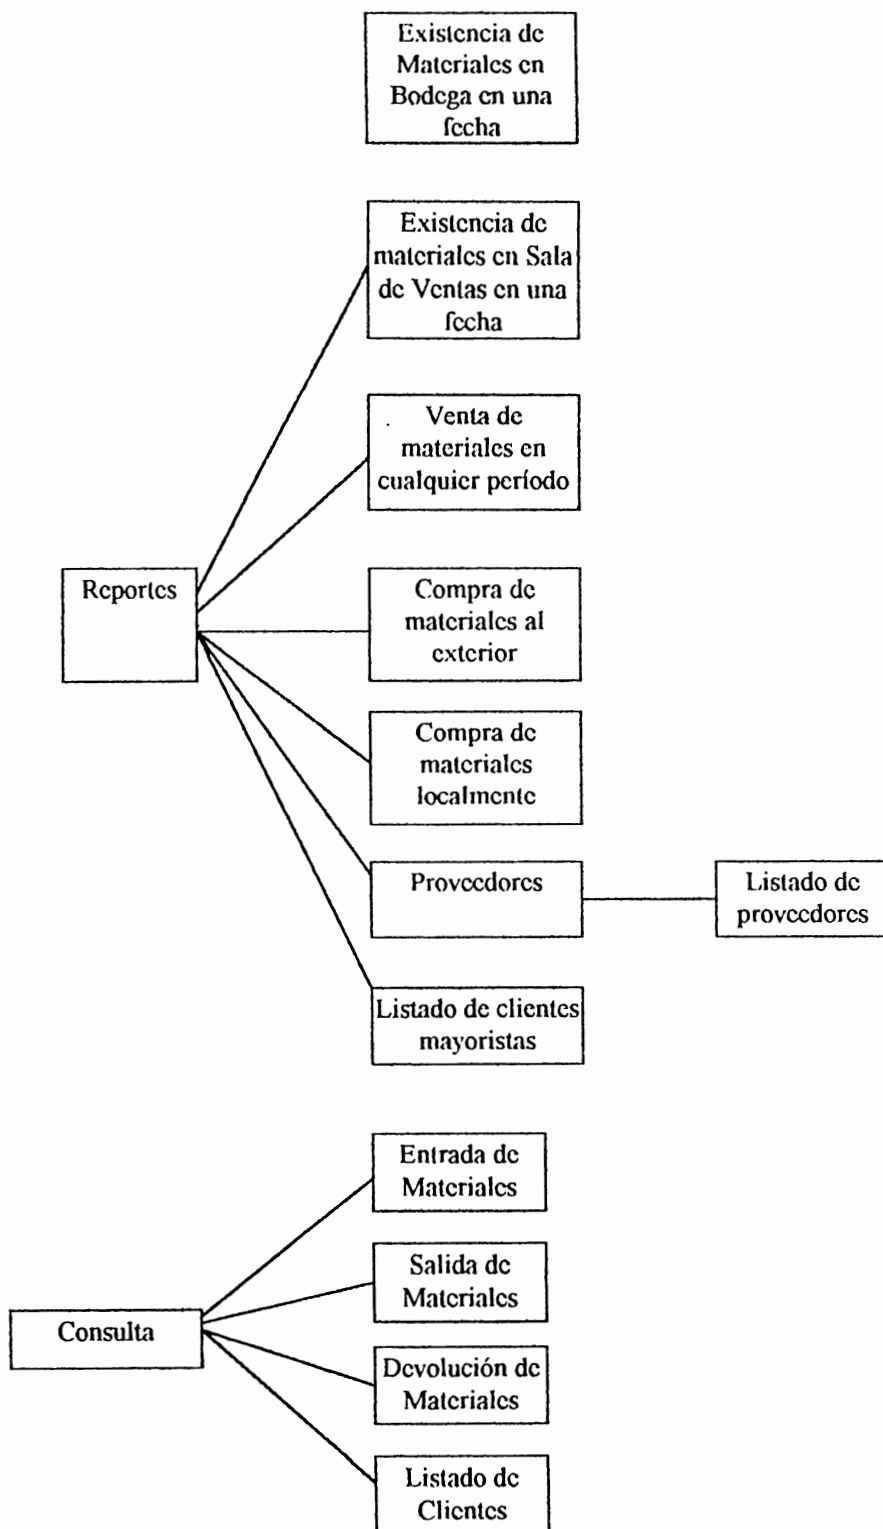 Existencia de
Materiales en
Bodega en una
fecha
Existencia de
materiales en Sala
de Ventas en una
fecha
Venta de
materiales en
cualquier período
Reportes
Compra de
materiales al
exterior
Compra de
materiales
localmente
Proveedores
Listado de
proveedores
Listado de clientes
mayoristas
Entrada de
Materiales
Salida de
Materiales
Consulta
Devolución de
Materiales
Listado de
Clientes